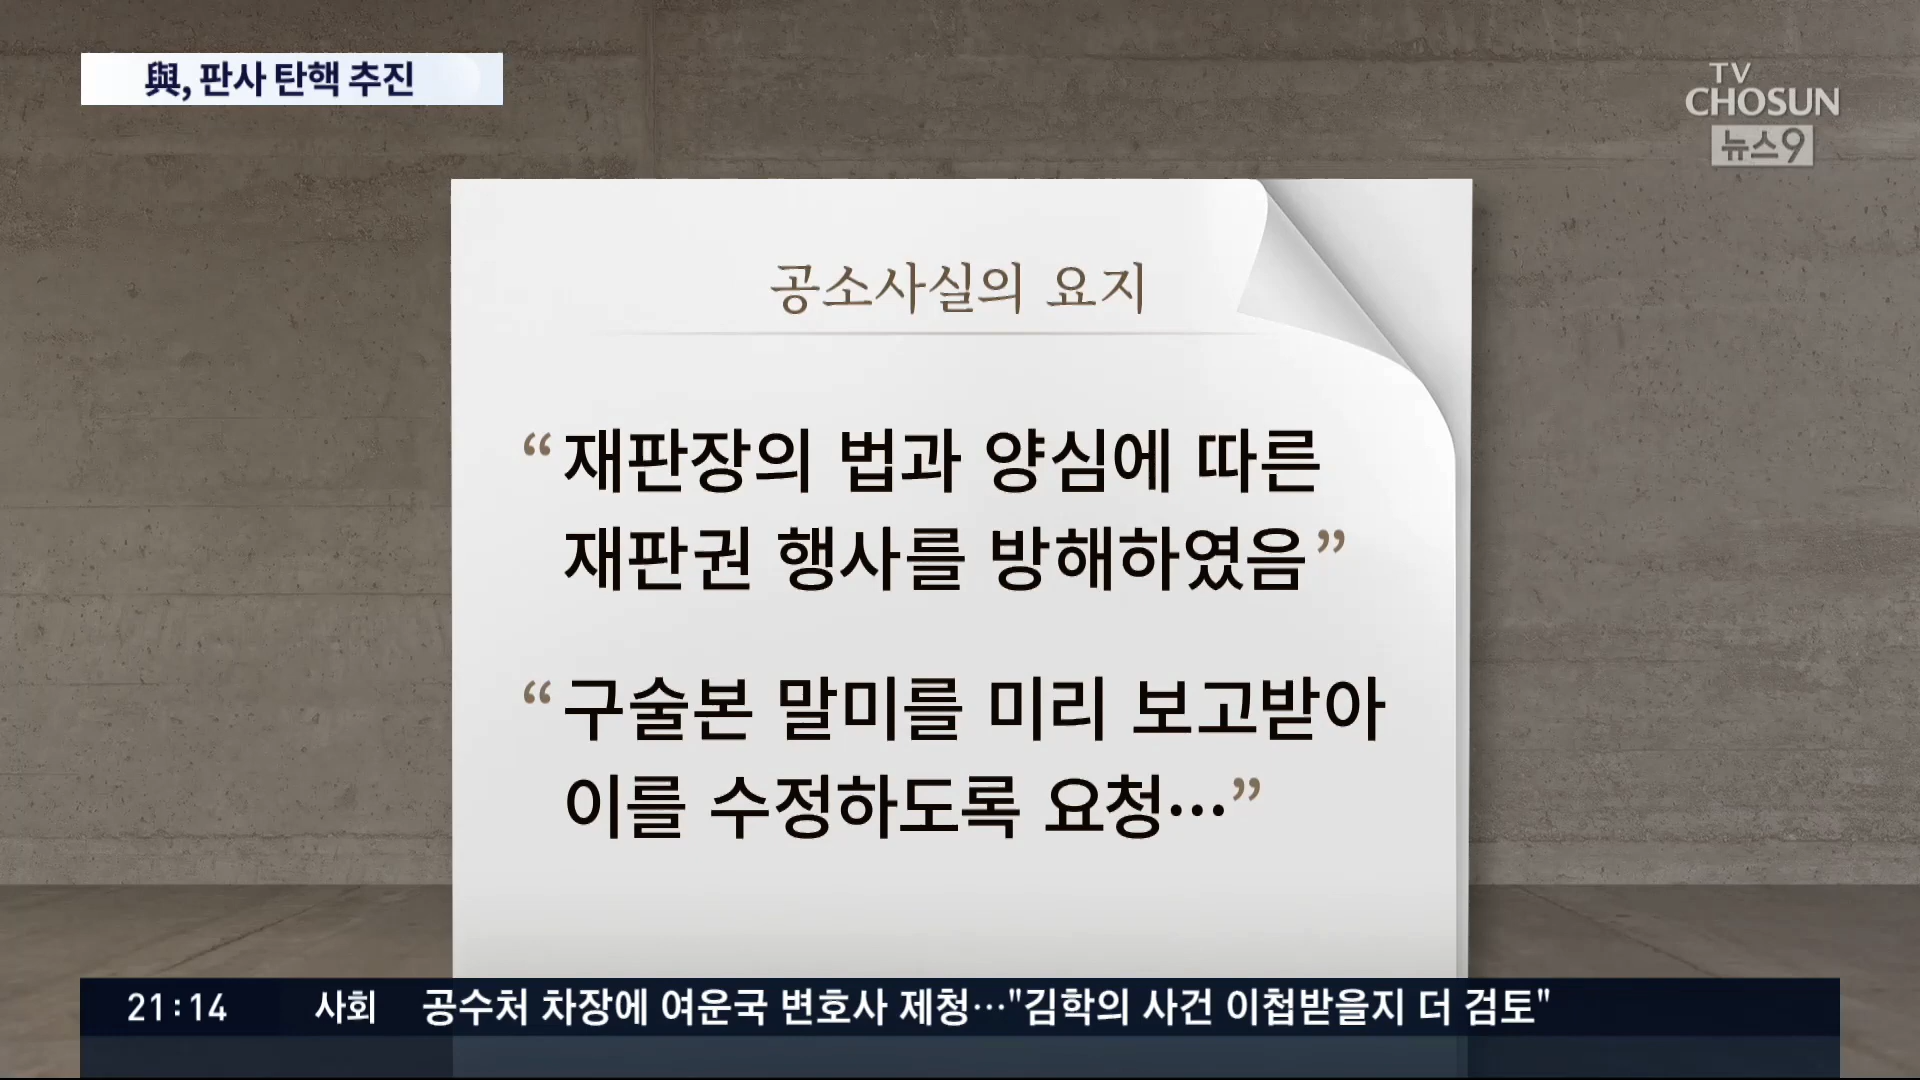 與, 판사 탄핵 추진
TV
CHOSUN
뉴스9
공소사실의 요지
“재판장의 법과 양심에 따른
재판권 행사를 방해하였음”
“구술본 말미를 미리 보고받아
이를 수정하도록 요청…”
21:14 사회 공수처 차장에 여운국 변호사 제청…"김학의 사건 이첩받을지 더 검토"